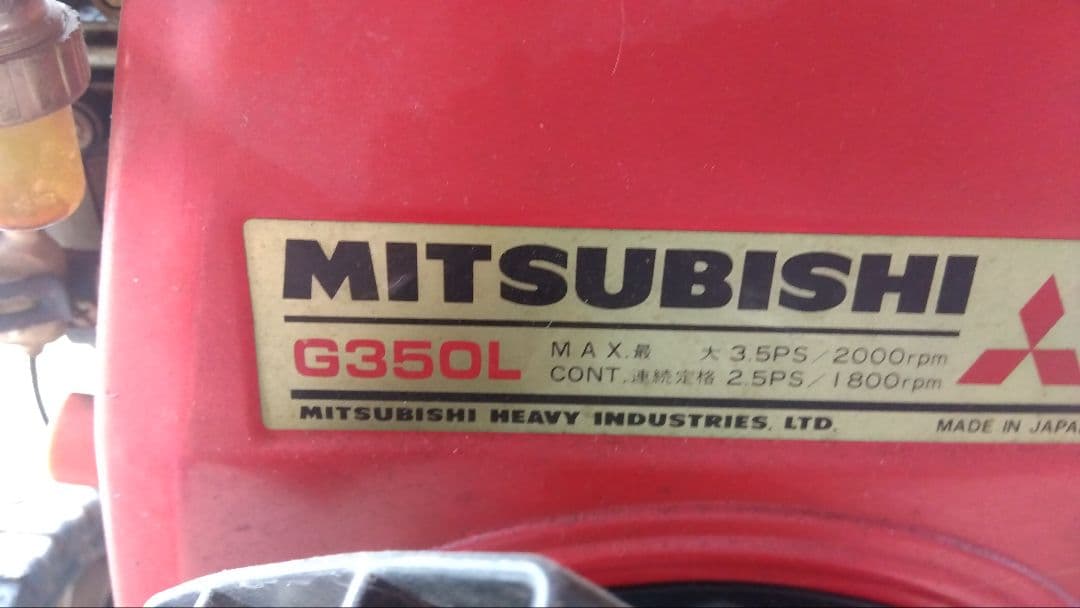 MITSUBISHI
G350L
MAX.最 大 3.5PS/2000rpm
CONT.連続定格 2.5PS/1800rpm
MITSUBISHI HEAVY INDUSTRIES, LTD.
MADE IN JAPA